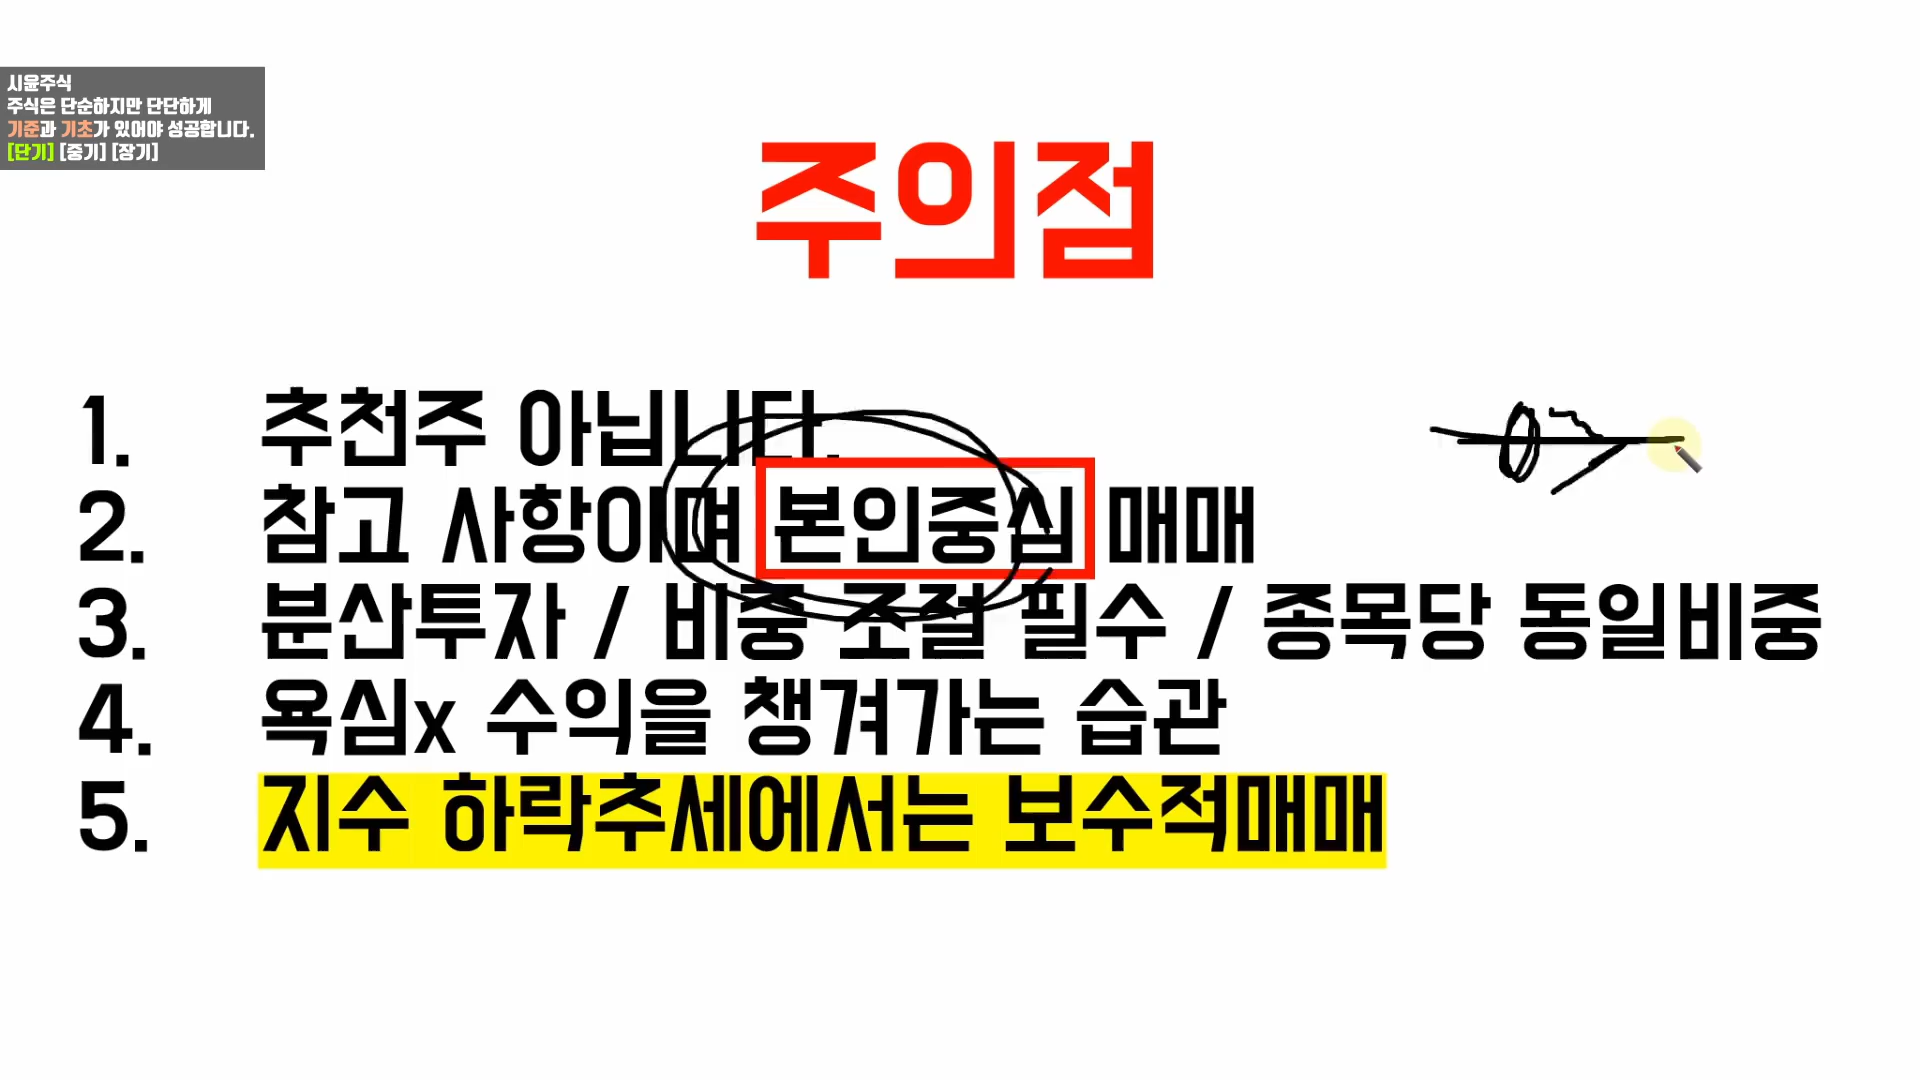 시윤주식
주식은 단순하지만 단단하게
기준과 기초가 있어야 성공합니다.
[단기] [중기] [장기]
주의점
1. 추천주 아닙니다.
2. 참고 사항이며 본인중심 매매
3. 분산투자 / 비중 조절 필수 / 종목당 동일비중
4. 욕심x 수익을 챙겨가는 습관
5. 지수 하락추세에서는 보수적매매